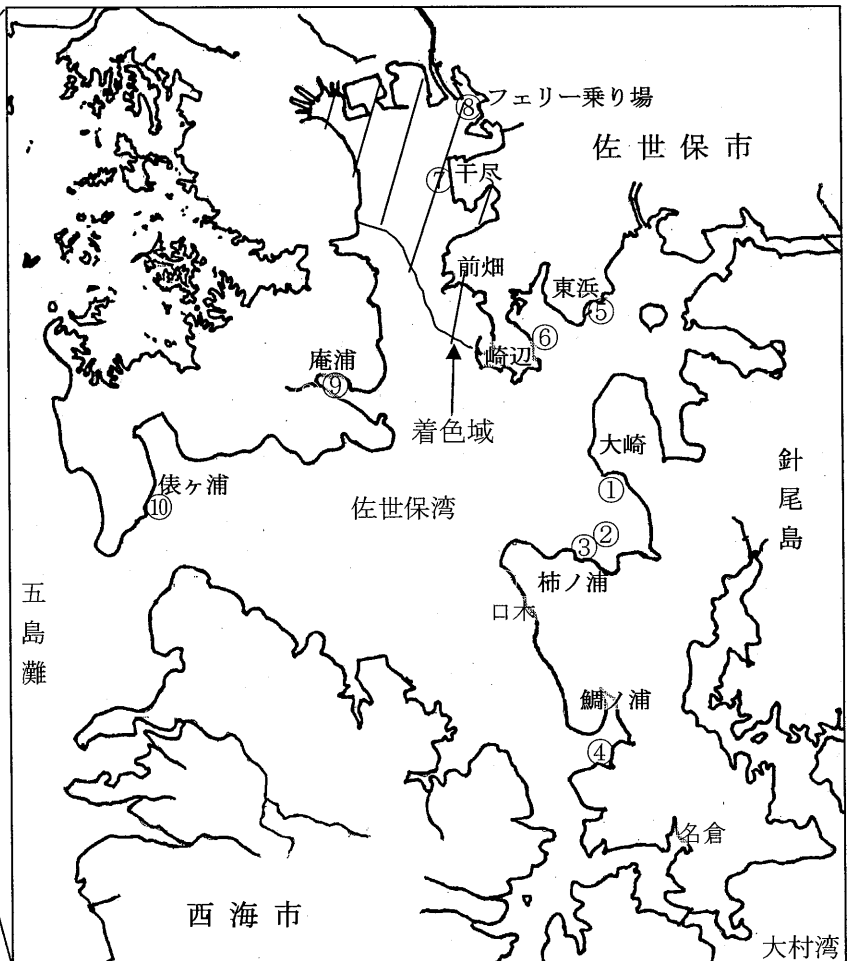 ⑧フェリー乗り場
佐世保市
⑦干尽
前畑
東浜
⑤
⑥
崎辺
庵浦
⑨
着色域
大崎
①
針尾島
俵ヶ浦
⑩
佐世保湾
②
③
柿ノ浦
口木
五島灘
鯛ノ浦
④
名倉
西海市
大村湾